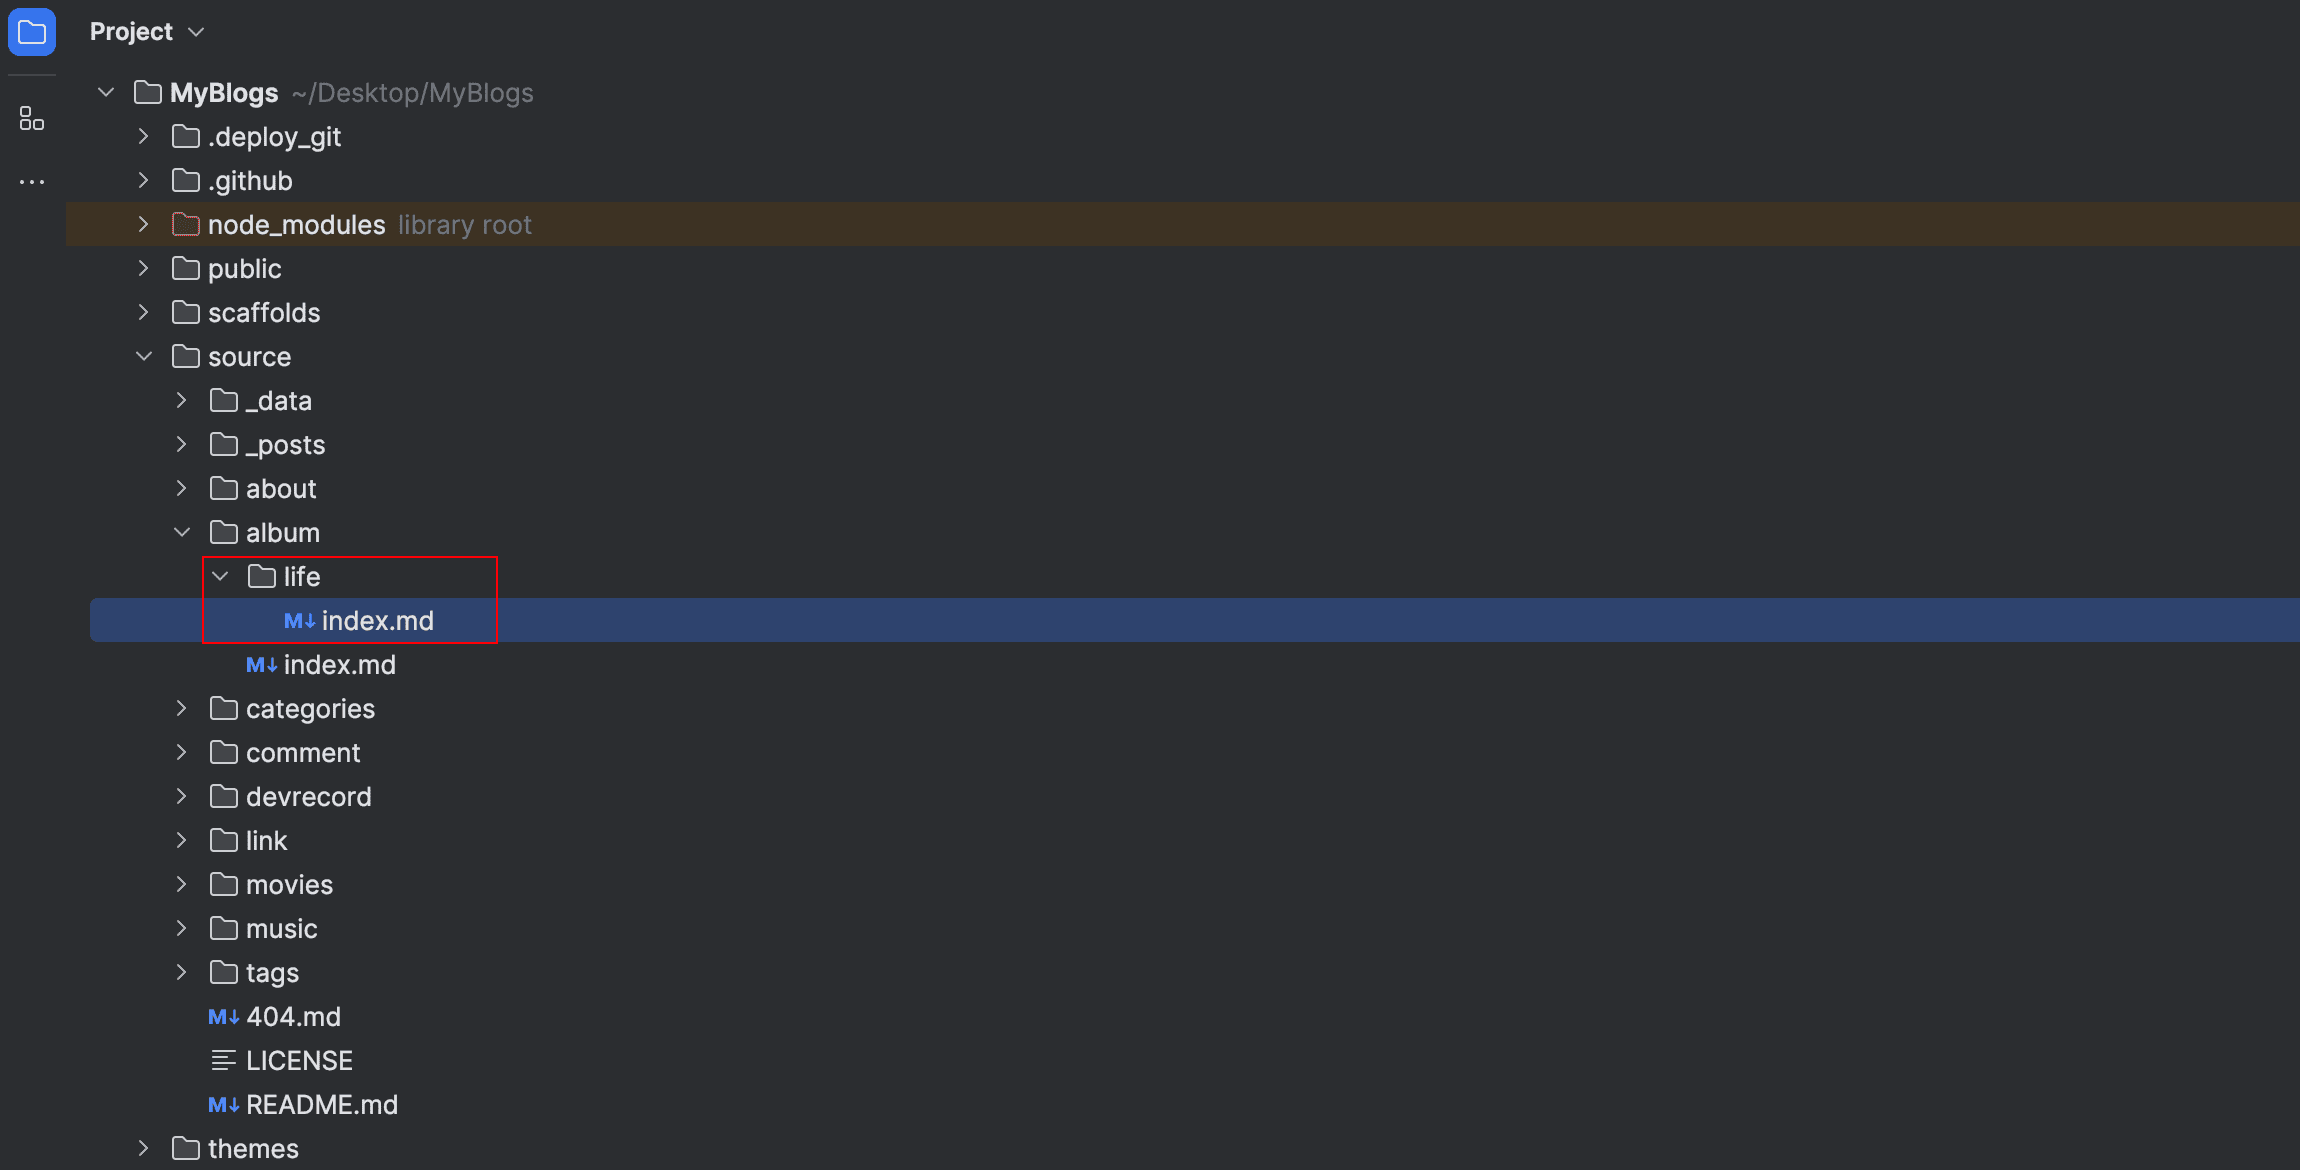 Project
MyBlogs ~/Desktop/MyBlogs
.deploy_git
.github
node_modules library root
public
scaffolds
source
_data
_posts
about
album
life
M↓ index.md
M↓ index.md
categories
comment
devrecord
link
movies
music
tags
M↓ 404.md
LICENSE
M↓ README.md
themes